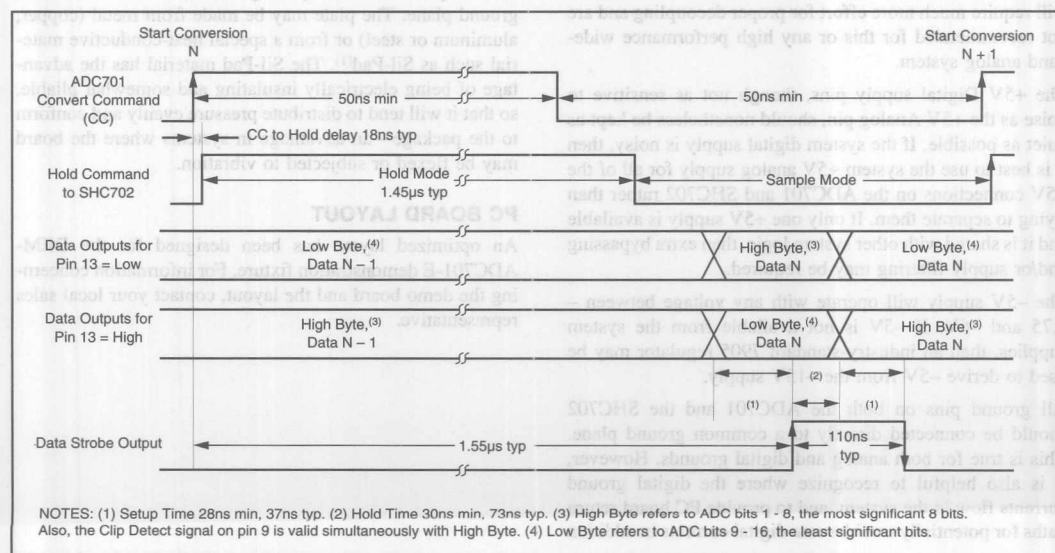 Start Conversion
N
Start Conversion
N + 1
ADC701
Convert Command
(CC)
50ns min
50ns min
CC to Hold delay 18ns typ
Hold Command
to SHC702
Hold Mode
1.45µs typ
Sample Mode
Data Outputs for
Pin 13 = Low
Low Byte,(4)
Data N – 1
High Byte,(3)
Data N
Low Byte,(4)
Data N
Data Outputs for
Pin 13 = High
High Byte,(3)
Data N – 1
Low Byte,(4)
Data N
High Byte,(3)
Data N
(1)
(2)
(1)
Data Strobe Output
1.55µs typ
110ns
typ
NOTES: (1) Setup Time 28ns min, 37ns typ. (2) Hold Time 30ns min, 73ns typ. (3) High Byte refers to ADC bits 1 - 8, the most significant bits.
Also, the Clip Detect signal on pin 9 is valid simultaneously with High Byte. (4) Low Byte refers to ADC bits 9 - 16, the least significant bits.